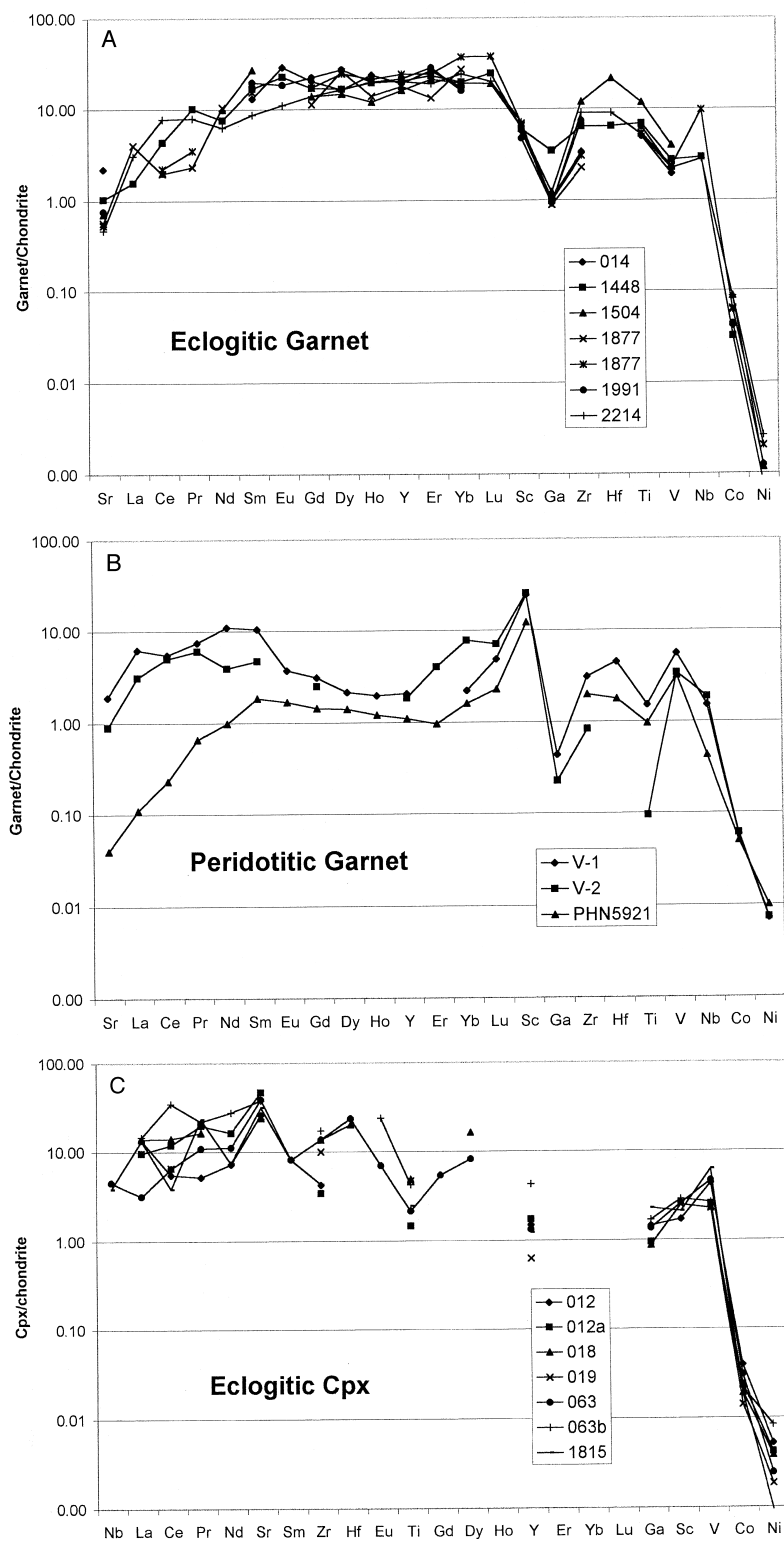 A
100.00
10.00
1.00
0.10
0.01
0.00
Garnet/Chondrite
Eclogitic Garnet
014
1448
1504
1877
1877
1991
2214
Sr La Ce Pr Nd Sm Eu Gd Dy Ho Y Er Yb Lu Sc Ga Zr Hf Ti V Nb Co Ni
B
100.00
10.00
1.00
0.10
0.01
0.00
Garnet/Chondrite
Peridotitic Garnet
V-1
V-2
PHN5921
Sr La Ce Pr Nd Sm Eu Gd Dy Ho Y Er Yb Lu Sc Ga Zr Hf Ti V Nb Co Ni
C
100.00
10.00
1.00
0.10
0.01
0.00
Cpx/chondrite
Eclogitic Cpx
012
012a
018
019
063
063b
1815
Nb La Ce Pr Nd Sr Sm Zr Hf Eu Ti Gd Dy Ho Y Er Yb Lu Ga Sc V Co Ni